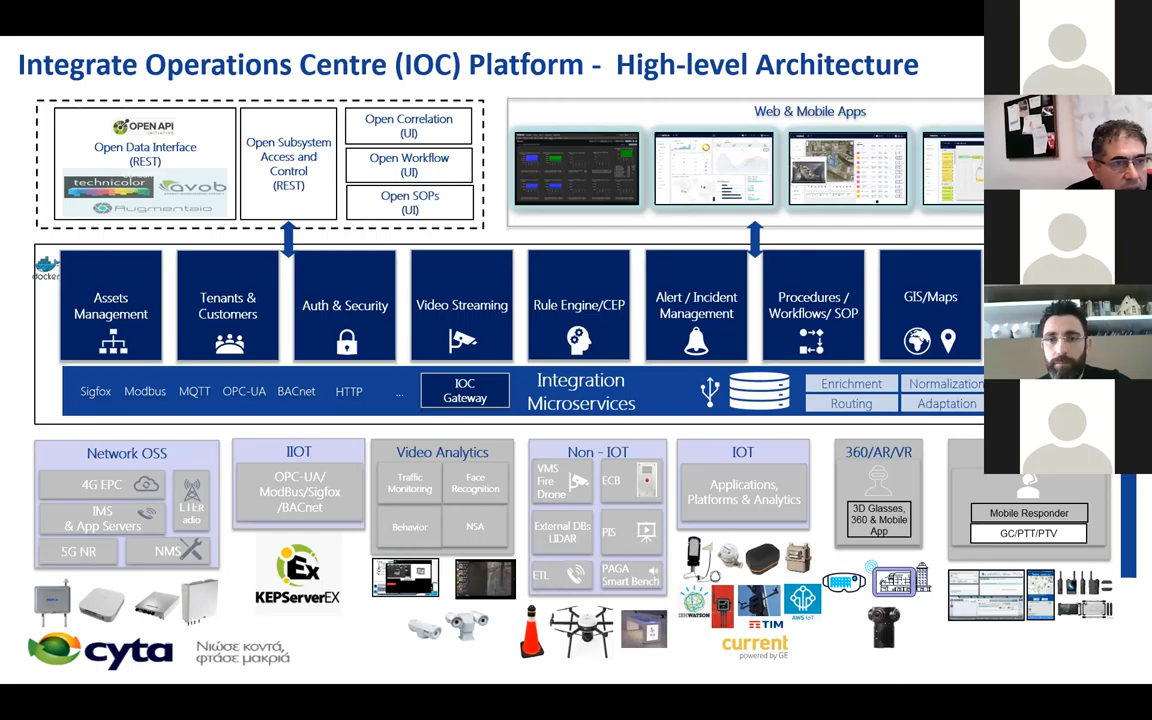 Integrate Operations Centre (IOC) Platform - High-level Architecture
OPEN API
INITIATIVE
Open Data Interface
(REST)
technicolor
avob
Augmentaio
Open Subsystem
Access and
Control
(REST)
Open Correlation
(UI)
Open Workflow
(UI)
Open SOPs
(UI)
Web & Mobile Apps
docker
Assets
Management
Tenants &
Customers
Auth & Security
Video Streaming
Rule Engine/CEP
Alert / Incident
Management
Procedures /
Workflows/ SOP
GIS/Maps
Sigfox
Modbus
MQTT
OPC-UA
BACnet
HTTP
...
IOC
Gateway
Integration
Microservices
Enrichment
Normalization
Routing
Adaptation
Network OSS
4G EPC
IMS
& App Servers
LTER
adio
5G NR
NMS
IIOT
OPC-UA/
ModBus/Sigfox
/BACnet
Ex
KEPServerEX
Video Analytics
Traffic
Monitoring
Face
Recognition
Behavior
NSA
Non - IOT
VMS
Fire
Drone
ECB
External DBs
LIDAR
PIS
ETL
PAGA
Smart Bench
IOT
Applications,
Platforms & Analytics
TIM
AWS IoT
current
powered by GE
360/AR/VR
3D Glasses,
360 & Mobile
App
Mobile Responder
GC/PTT/PTV
cyta
Νιώσε κοντά,
φτάσε μακριά